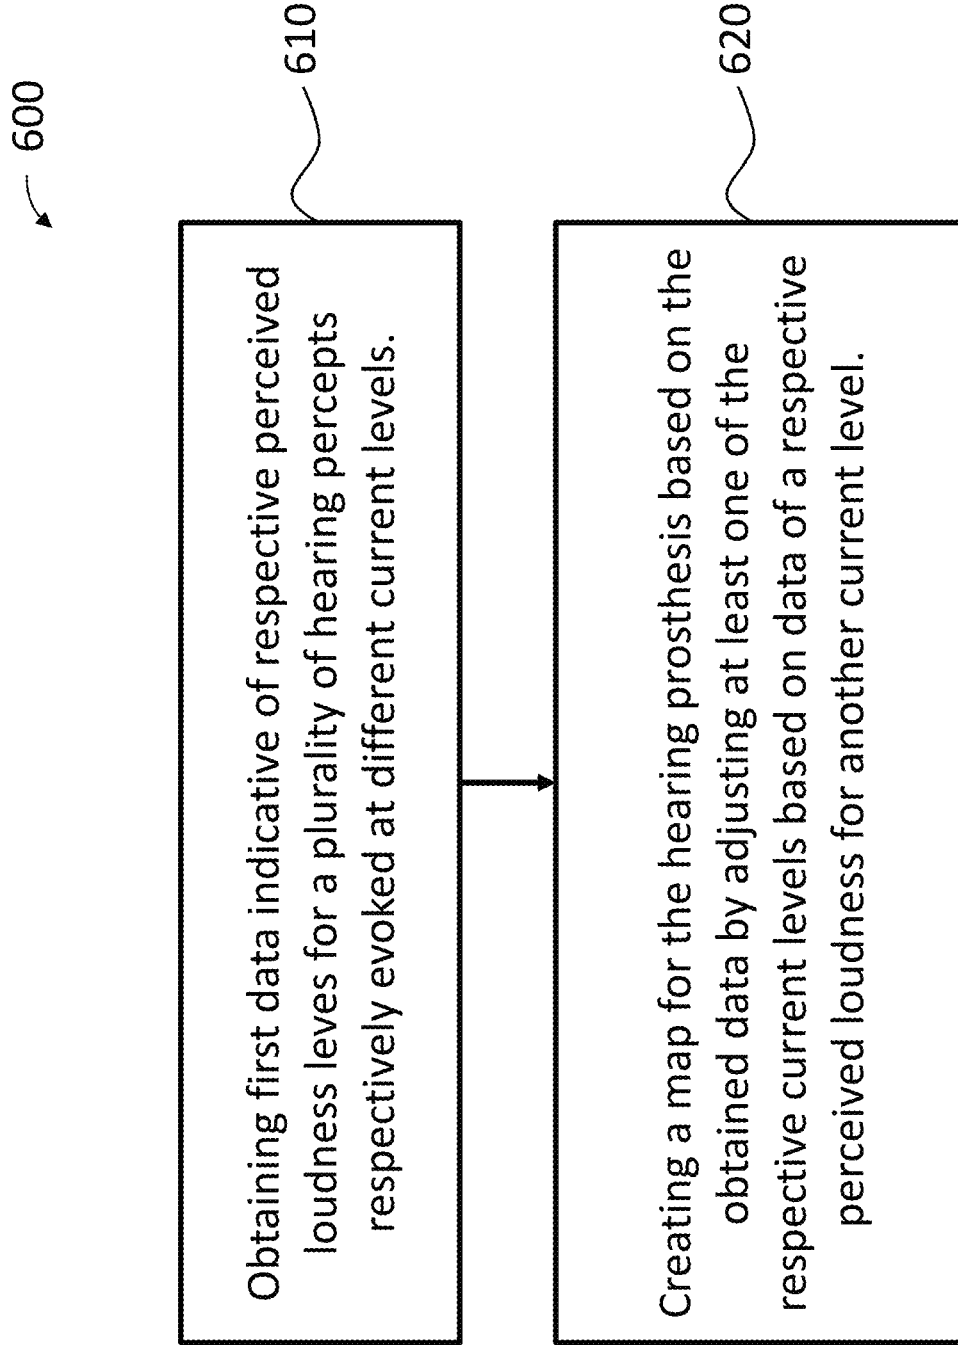 600
610
Obtaining first data indicative of respective perceived
loudness leves for a plurality of hearing percepts
respectively evoked at different current levels.
620
Creating a map for the hearing prosthesis based on the
obtained data by adjusting at least one of the
respective current levels based on data of a respective
perceived loudness for another current level.